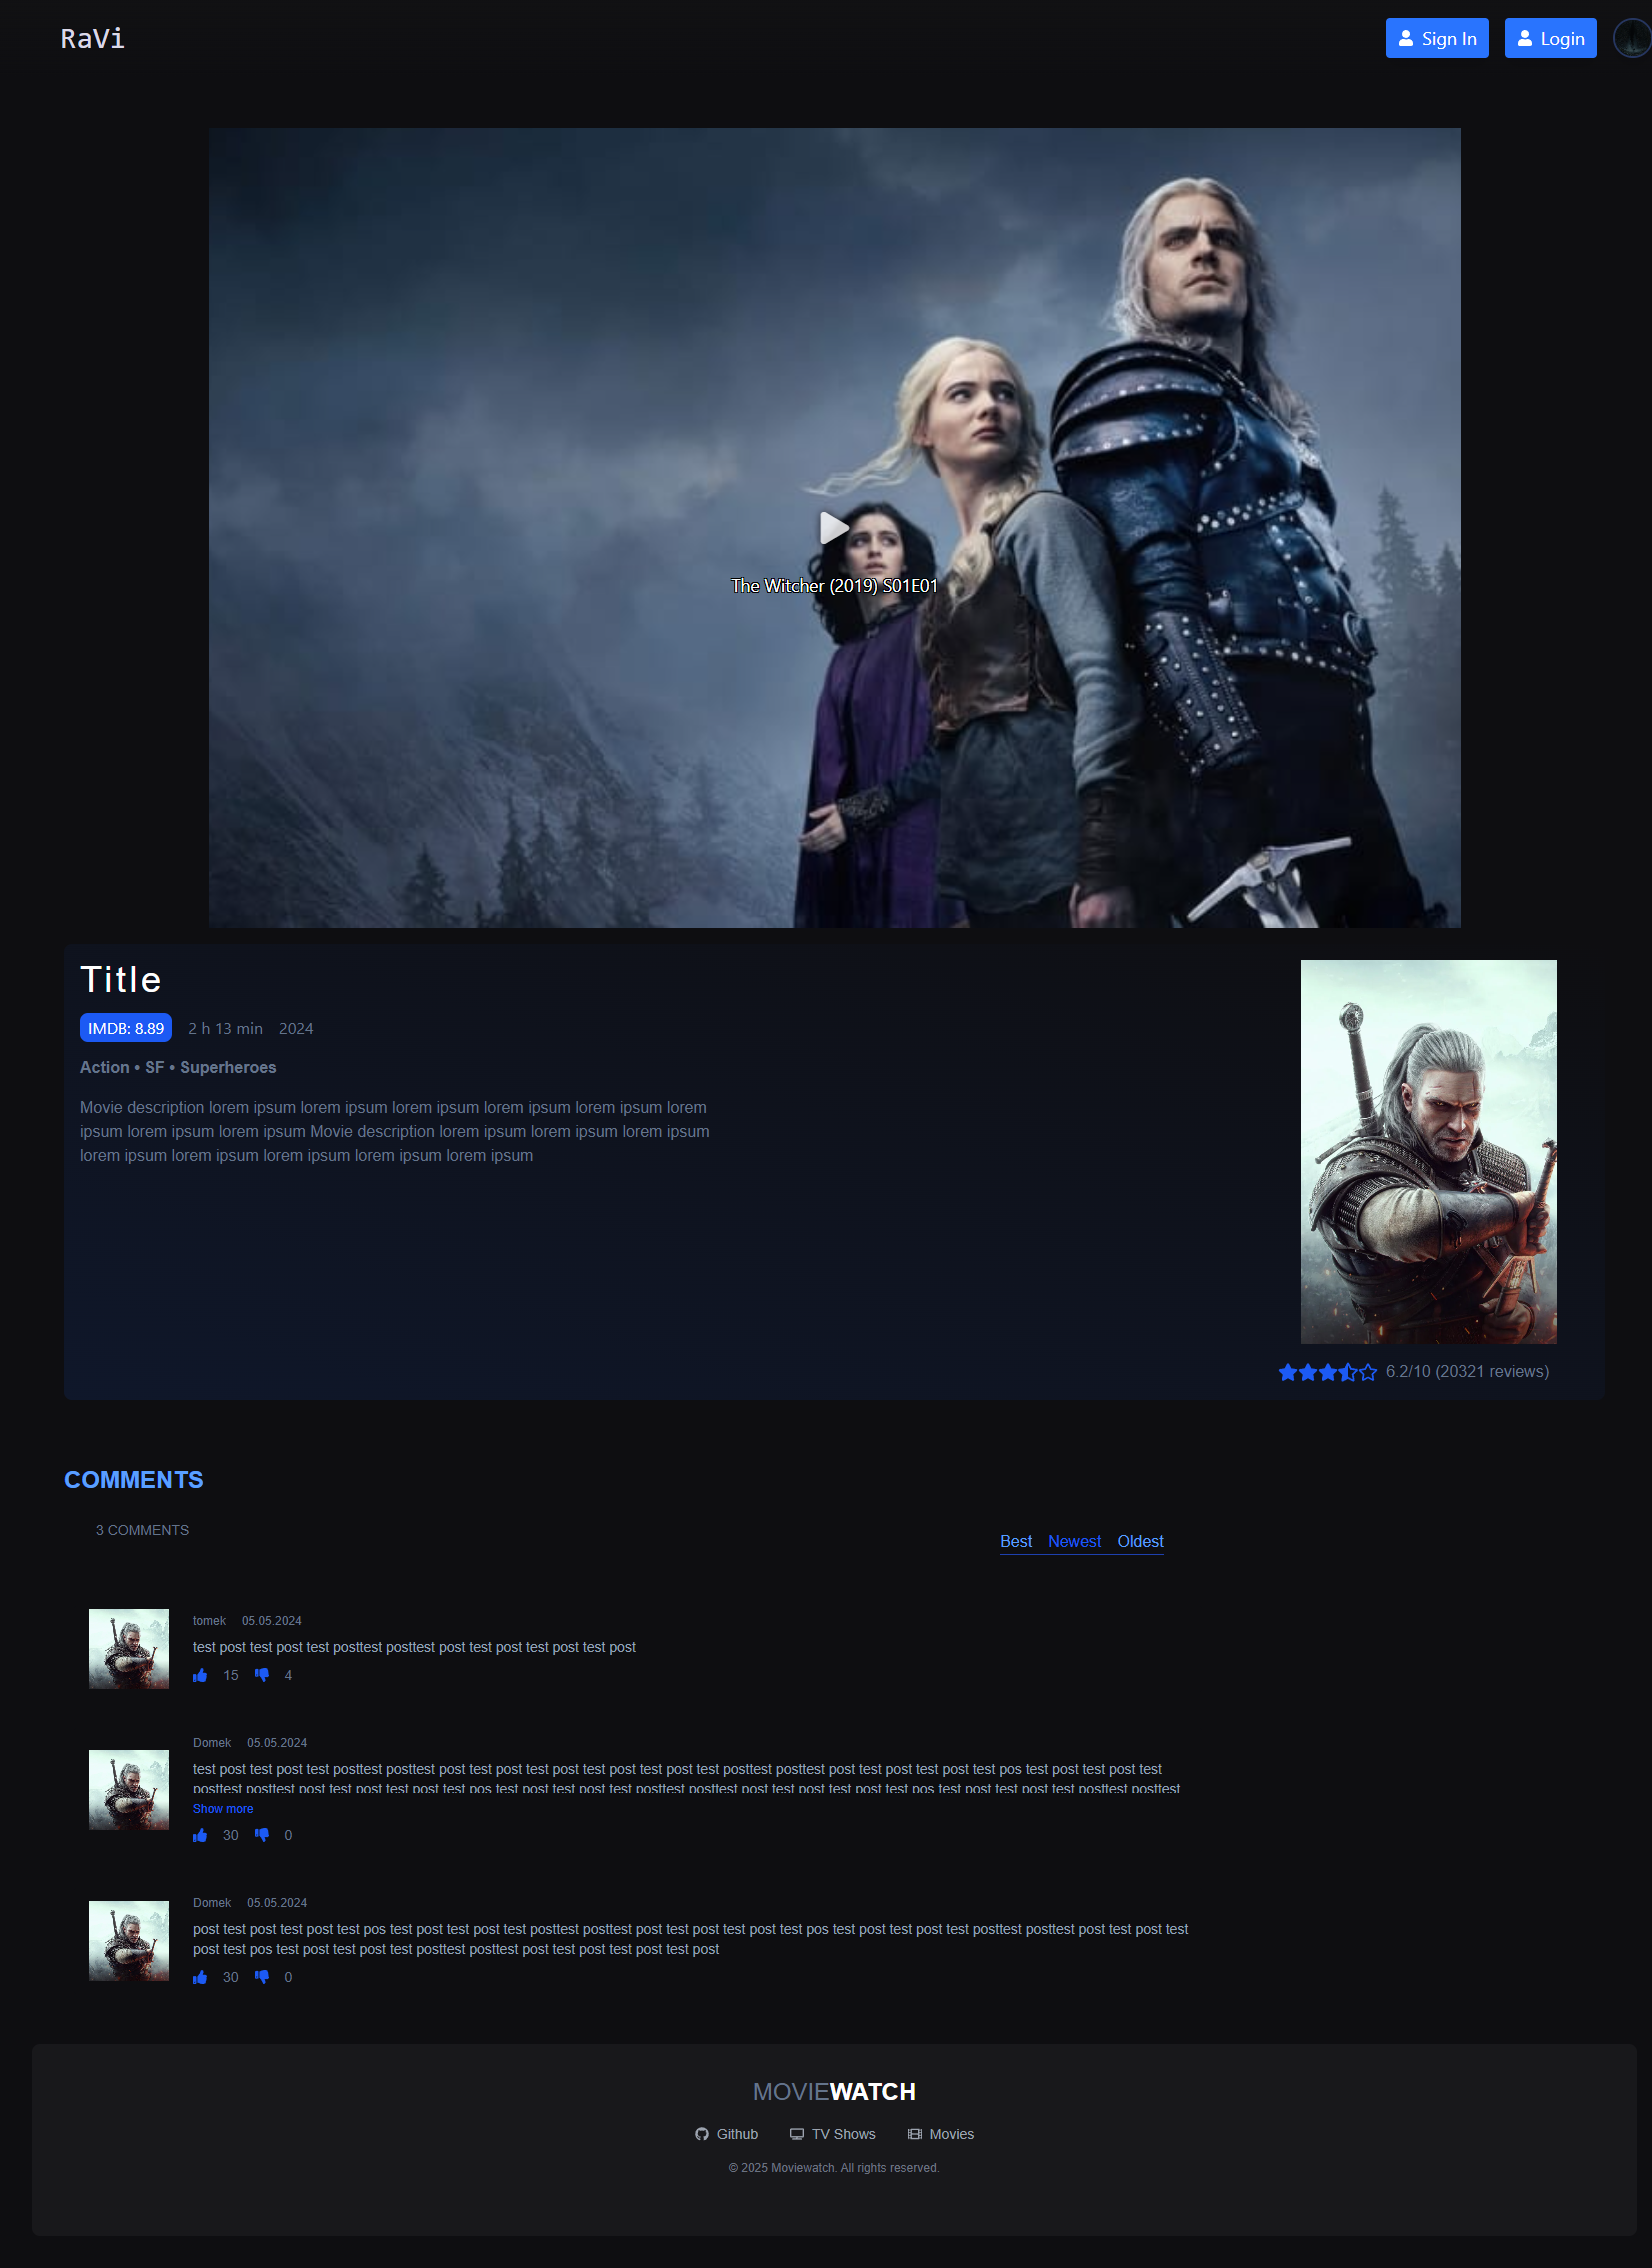 RaVi
Sign In
Login
The Witcher (2019) S01E01
Title
IMDB: 8.89 2 h 13 min 2024
Action • SF • Superheroes
Movie description lorem ipsum lorem ipsum lorem ipsum lorem ipsum lorem ipsum lorem
ipsum lorem ipsum lorem ipsum Movie description lorem ipsum lorem ipsum lorem ipsum
lorem ipsum lorem ipsum lorem ipsum lorem ipsum lorem ipsum
6.2/10 (20321 reviews)
COMMENTS
3 COMMENTS
Best Newest Oldest
tomek 05.05.2024
test post test post test posttest posttest post test post test post test post
15 4
Domek 05.05.2024
test post test post test posttest posttest post test post test post test post test post test posttest posttest post test post test post test post test pos test post test post test
posttest posttest post test post test post test pos test post test post test posttest posttest post test post test post test pos test post test post test posttest posttest
Show more
30 0
Domek 05.05.2024
post test post test post test pos test post test post test posttest posttest post test post test post test pos test post test post test posttest posttest post test post test
post test pos test post test post test posttest posttest post test post test post test post
30 0
MOVIEWATCH
Github TV Shows Movies
© 2025 Moviewatch. All rights reserved.